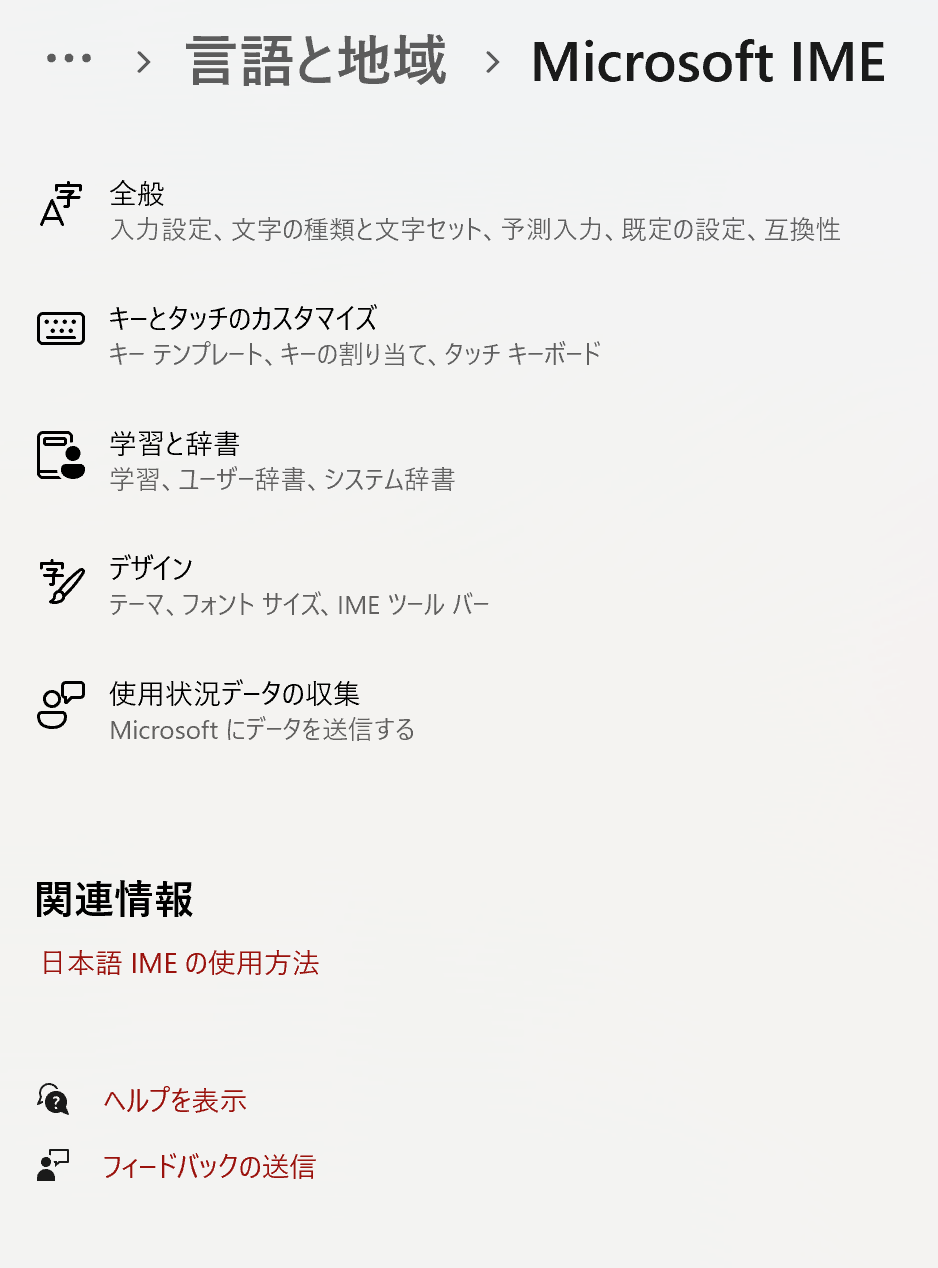 … > 言語と地域 > Microsoft IME
全般
入力設定、文字の種類と文字セット、予測入力、既定の設定、互換性
キーとタッチのカスタマイズ
キー テンプレート、キーの割り当て、タッチ キーボード
学習と辞書
学習、ユーザー辞書、システム辞書
デザイン
テーマ、フォント サイズ、IME ツール バー
使用状況データの収集
Microsoft にデータを送信する
関連情報
日本語 IME の使用方法
ヘルプを表示
フィードバックの送信